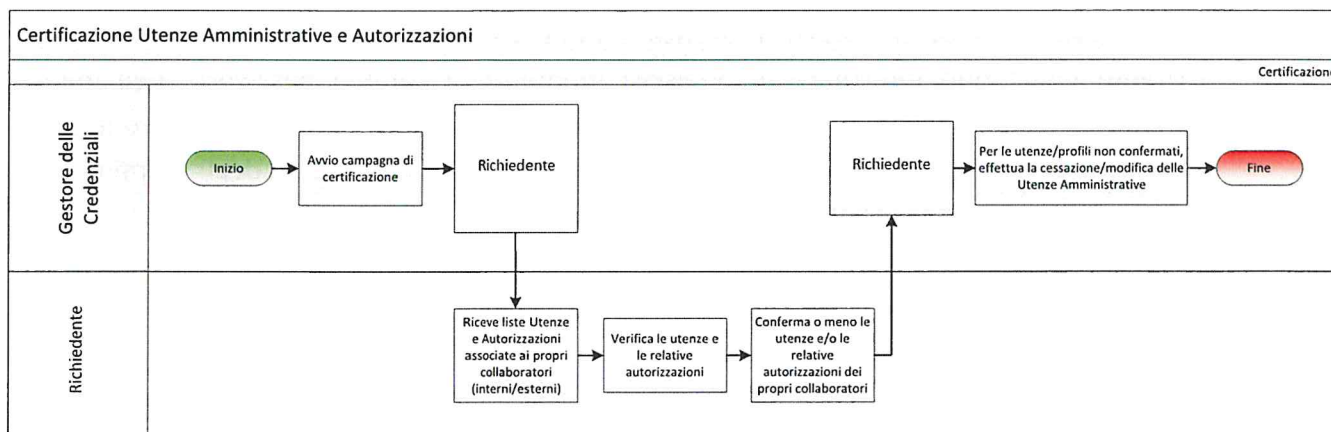 Certificazione Utenze Amministrative e Autorizzazioni
Certificazione
Gestore delle
Credenziali
Inizio
Avvio campagna di
certificazione
Richiedente
Richiedente
Per le utenze/profili non confermati,
effettua la cessazione/modifica delle
Utenze Amministrative
Fine
Richiedente
Riceve liste Utenze
e Autorizzazioni
associate ai propri
collaboratori
(interni/esterni)
Verifica le utenze e
le relative
autorizzazioni
Conferma o meno le
utenze e/o le
relative
autorizzazioni dei
propri collaboratori